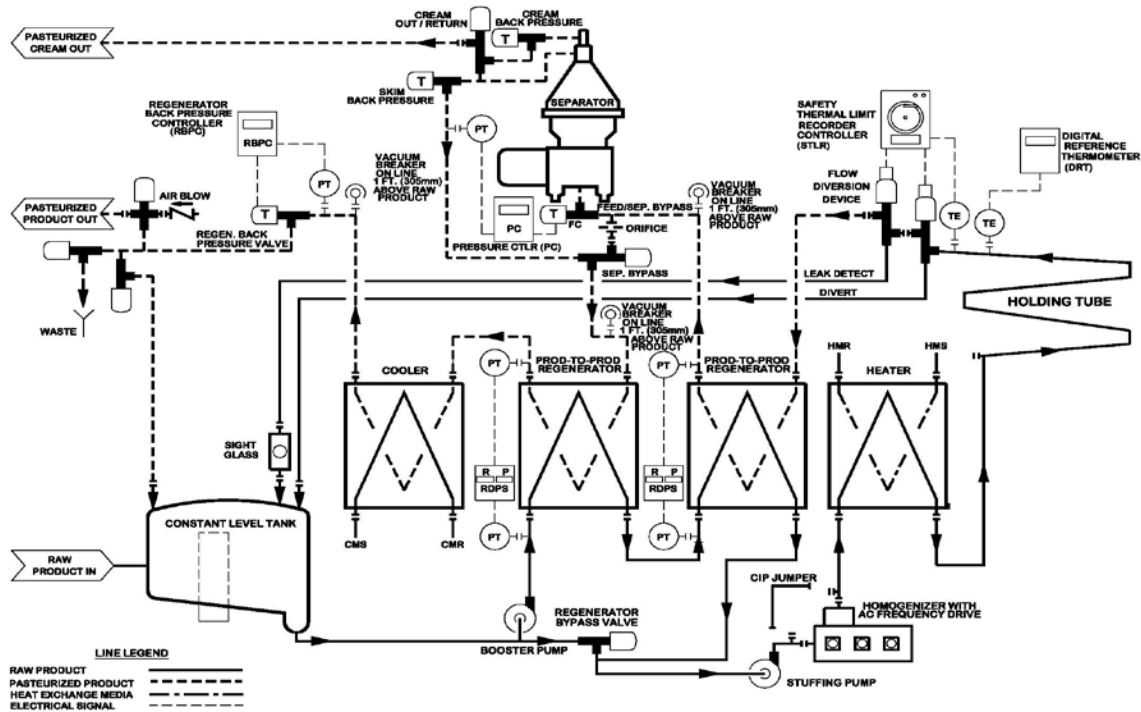 PASTEURIZED
CREAM OUT
CREAM
OUT / RETURN
CREAM
BACK PRESSURE
T
T
SKIM
BACK PRESSURE
SEPARATOR
REGENERATOR
BACK PRESSURE
CONTROLLER
(RBPC)
RBPC
PT
PT
SAFETY
THERMAL LIMIT
RECORDER
CONTROLLER
(STLR)
DIGITAL
REFERENCE
THERMOMETER
(DRT)
FLOW
DIVERSION
DEVICE
TE
TE
VACUUM
BREAKER
ON LINE
1 FT. (305mm)
ABOVE RAW
PRODUCT
VACUUM
BREAKER
ON LINE
1 FT. (305mm)
ABOVE RAW
PRODUCT
PASTEURIZED
PRODUCT OUT
AIR BLOW
T
REGEN. BACK
PRESSURE VALVE
PC
T
FC
FEED/SEP. BYPASS
ORIFICE
PRESSURE CTLR (PC)
SEP. BYPASS
LEAK DETECT
DIVERT
HOLDING TUBE
WASTE
VACUUM
BREAKER
ON LINE
1 FT. (305mm)
ABOVE RAW
PRODUCT
COOLER
PT
PROD-TO-PROD
REGENERATOR
PT
PROD-TO-PROD
REGENERATOR
HMR
HMS
HEATER
SIGHT
GLASS
R P
RDPS
R P
RDPS
PT
PT
CONSTANT LEVEL TANK
CMS
CMR
RAW
PRODUCT IN
CIP JUMPER
HOMOGENIZER WITH
AC FREQUENCY DRIVE
REGENERATOR
BYPASS VALVE
BOOSTER PUMP
STUFFING PUMP
LINE LEGEND
RAW PRODUCT
PASTEURIZED PRODUCT
HEAT EXCHANGE MEDIA
ELECTRICAL SIGNAL